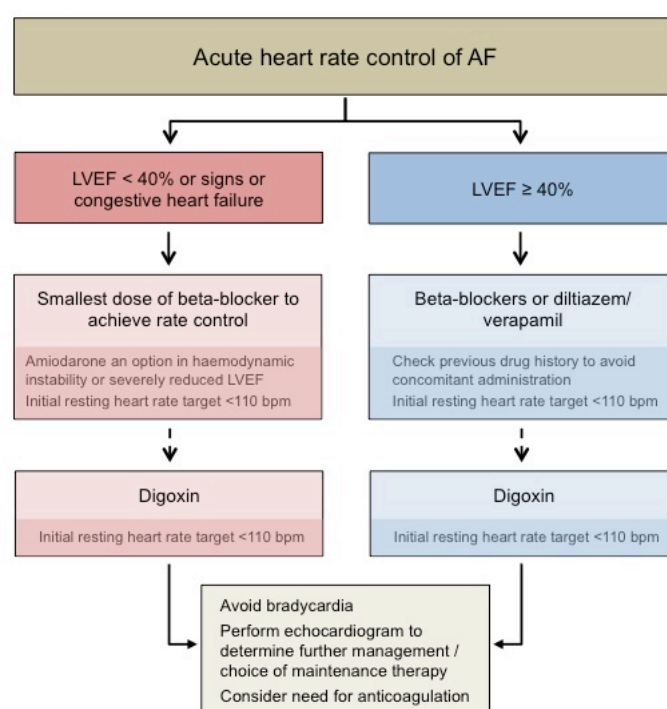 Acute heart rate control of AF
LVEF < 40% or signs or
congestive heart failure
LVEF ≥ 40%
Smallest dose of beta-blocker to
achieve rate control
Amiodarone an option in haemodynamic
instability or severely reduced LVEF
Initial resting heart rate target <110 bpm
Beta-blockers or diltiazem/
verapamil
Check previous drug history to avoid
concomitant administration
Initial resting heart rate target <110 bpm
Digoxin
Initial resting heart rate target <110 bpm
Digoxin
Initial resting heart rate target <110 bpm
Avoid bradycardia
Perform echocardiogram to
determine further management /
choice of maintenance therapy
Consider need for anticoagulation